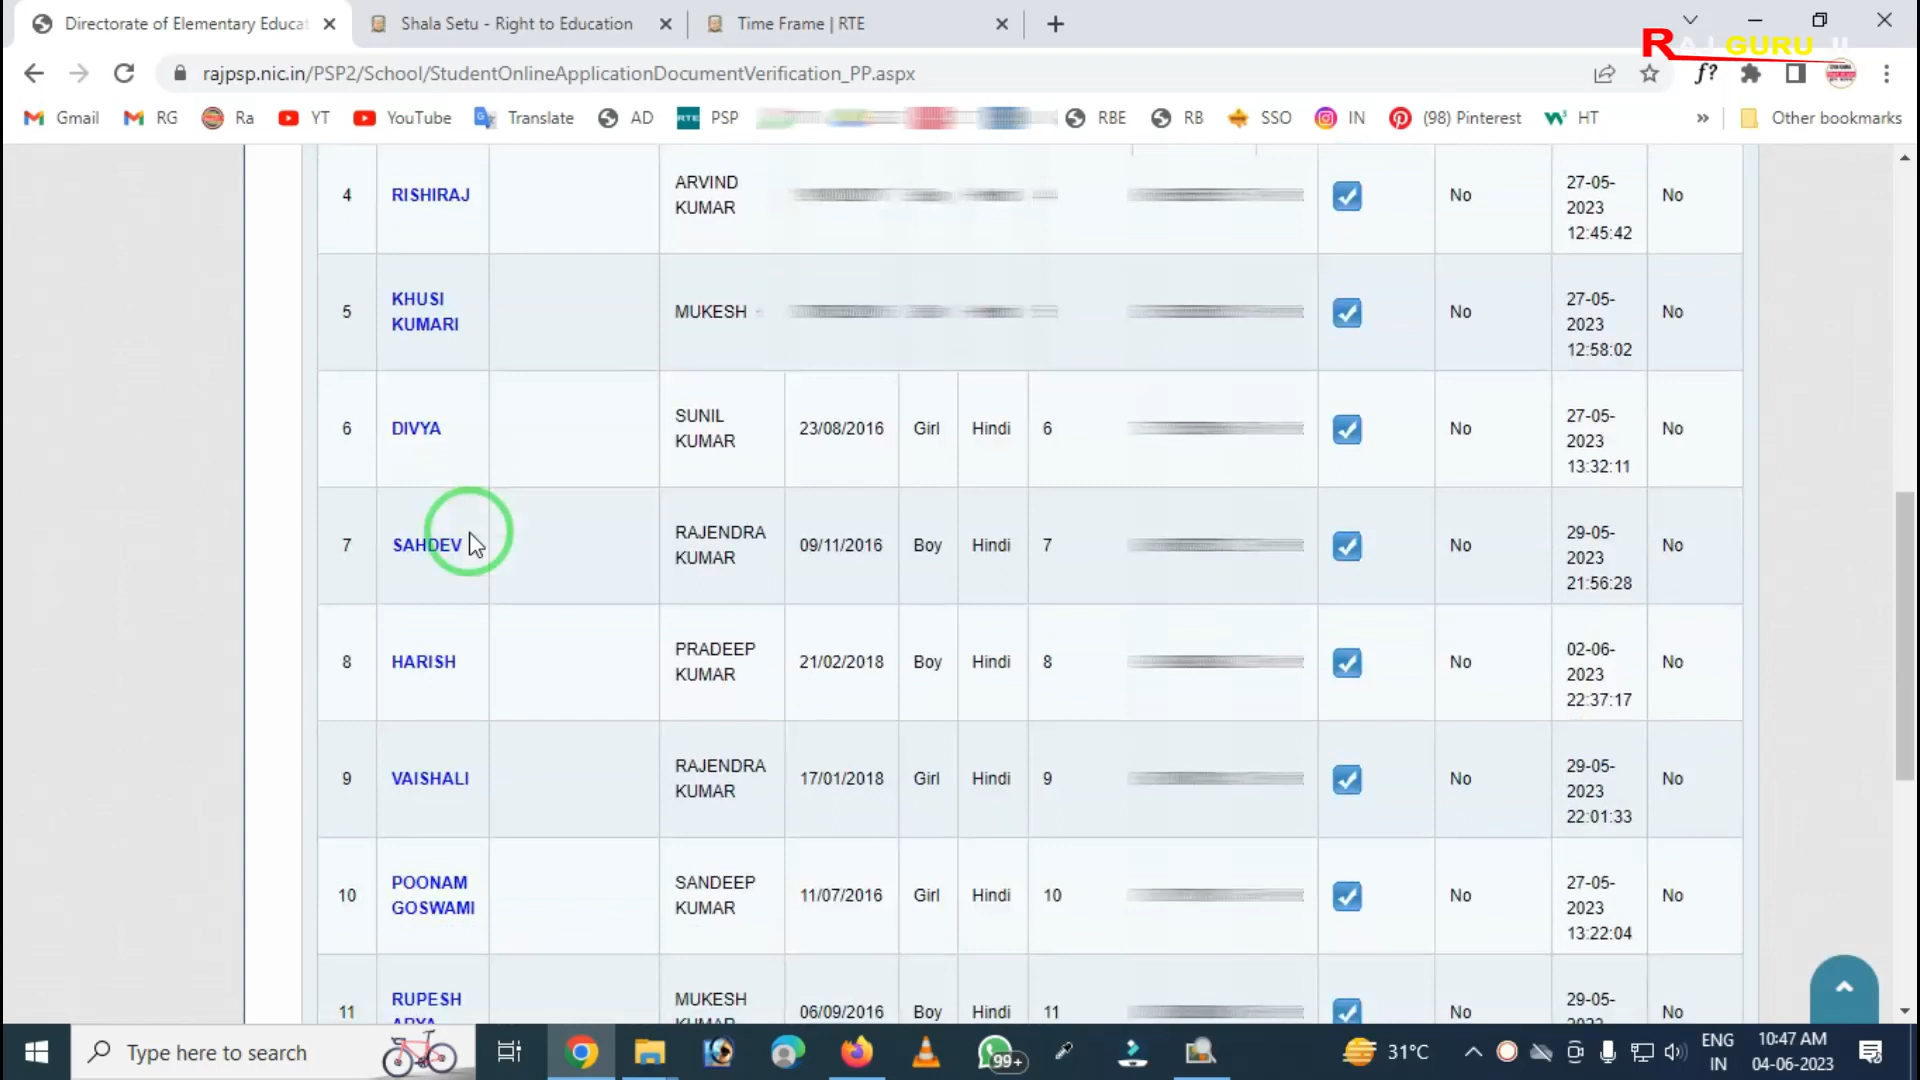 Directorate of Elementary Educat
Shala Setu - Right to Education
Time Frame | RTE
RAJ GURU JI
rajpsp.nic.in/PSP2/School/StudentOnlineApplicationDocumentVerification_PP.aspx
f?
Gmail RG Ra YT YouTube Translate AD RTE PSP RBE RB SSO IN (98) Pinterest HT » Other bookmarks
4 RISHIRAJ ARVIND KUMAR No 27-05-2023 12:45:42 No
5 KHUSI KUMARI MUKESH No 27-05-2023 12:58:02 No
6 DIVYA SUNIL KUMAR 23/08/2016 Girl Hindi 6 No 27-05-2023 13:32:11 No
7 SAHDEV RAJENDRA KUMAR 09/11/2016 Boy Hindi 7 No 29-05-2023 21:56:28 No
8 HARISH PRADEEP KUMAR 21/02/2018 Boy Hindi 8 No 02-06-2023 22:37:17 No
9 VAISHALI RAJENDRA KUMAR 17/01/2018 Girl Hindi 9 No 29-05-2023 22:01:33 No
10 POONAM GOSWAMI SANDEEP KUMAR 11/07/2016 Girl Hindi 10 No 27-05-2023 13:22:04 No
11 RUPESH ARYA MUKESH KUMAR 06/09/2016 Boy Hindi 11 No 29-05-2023 No
Type here to search
99+
31°C
ENG IN
10:47 AM
04-06-2023